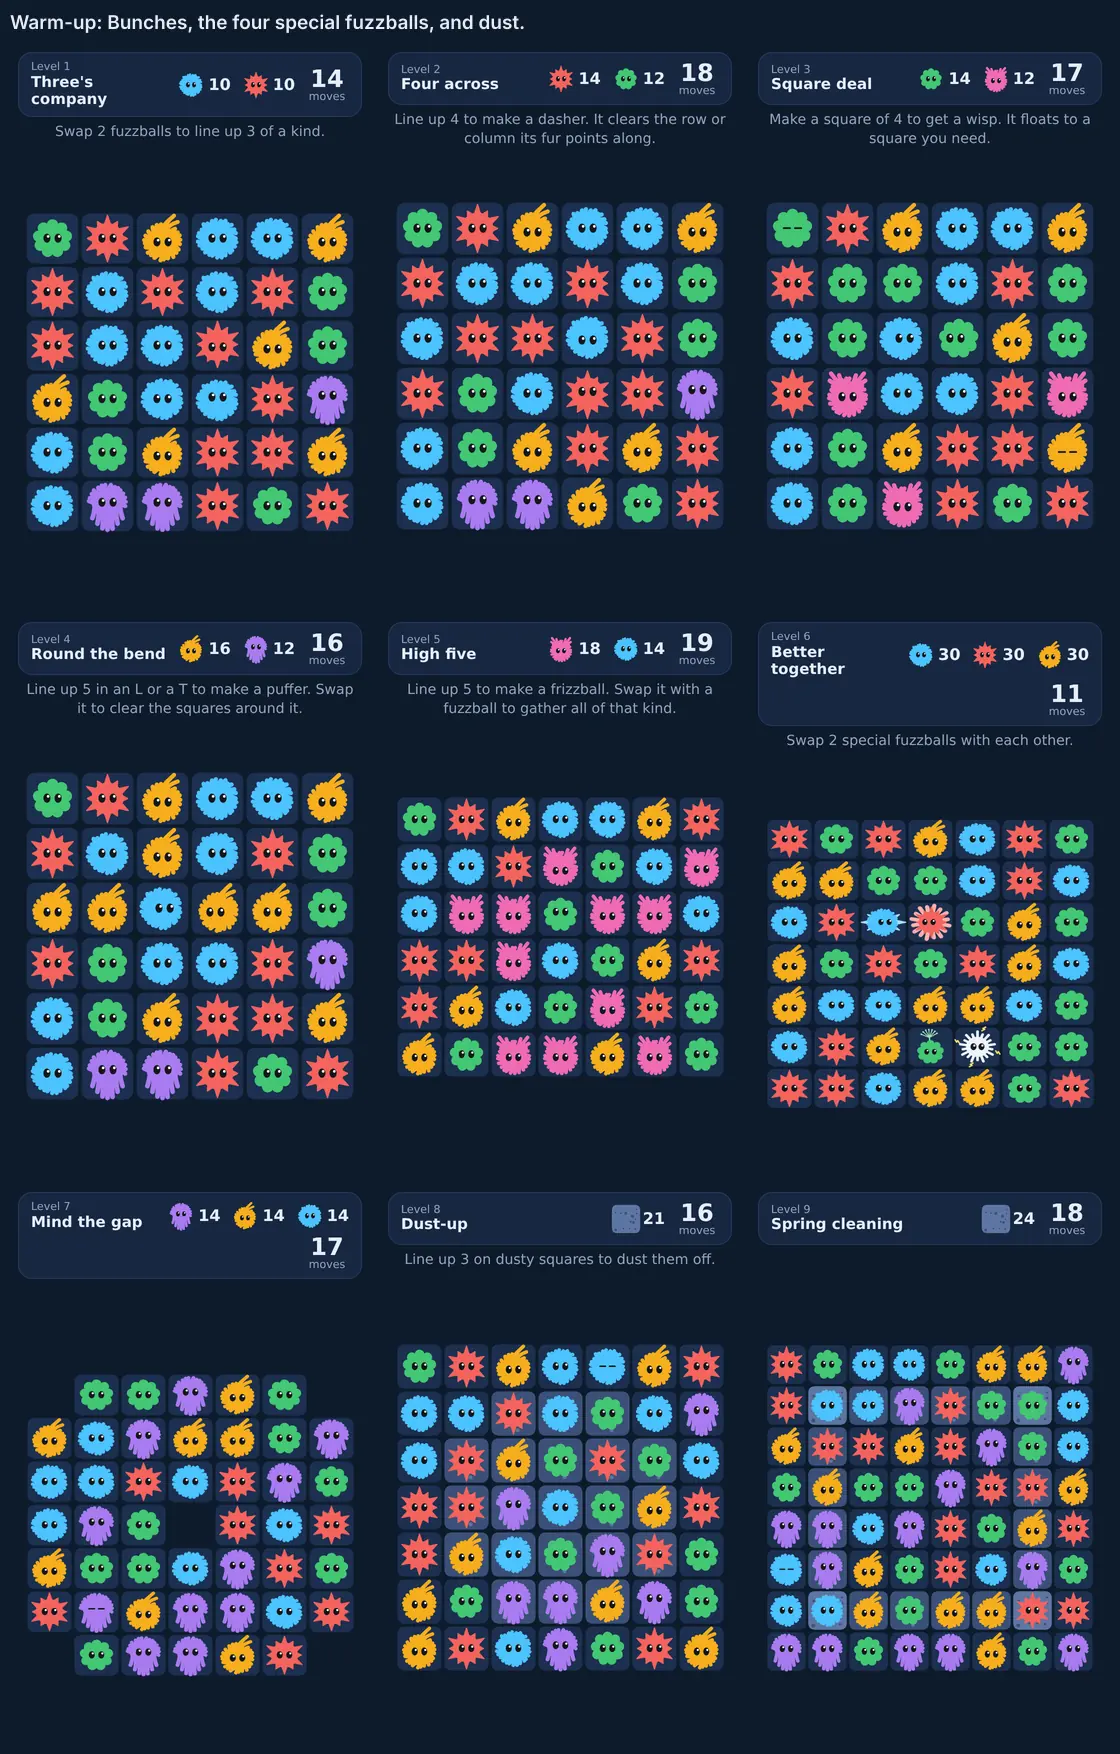 Warm-up: Bunches, the four special fuzzballs, and dust.
Level 1
Three's
company
10
10
14
moves
Swap 2 fuzzballs to line up 3 of a kind.
Level 2
Four across
14
12
18
moves
Line up 4 to make a dasher. It clears the row or
column its fur points along.
Level 3
Square deal
14
12
17
moves
Make a square of 4 to get a wisp. It floats to a
square you need.
Level 4
Round the bend
16
12
16
moves
Line up 5 in an L or a T to make a puffer. Swap
it to clear the squares around it.
Level 5
High five
18
14
19
moves
Line up 5 to make a frizzball. Swap it with a
fuzzball to gather all of that kind.
Level 6
Better
together
30
30
30
11
moves
Swap 2 special fuzzballs with each other.
Level 7
Mind the gap
14
14
14
17
moves
Level 8
Dust-up
21
16
moves
Line up 3 on dusty squares to dust them off.
Level 9
Spring cleaning
24
18
moves